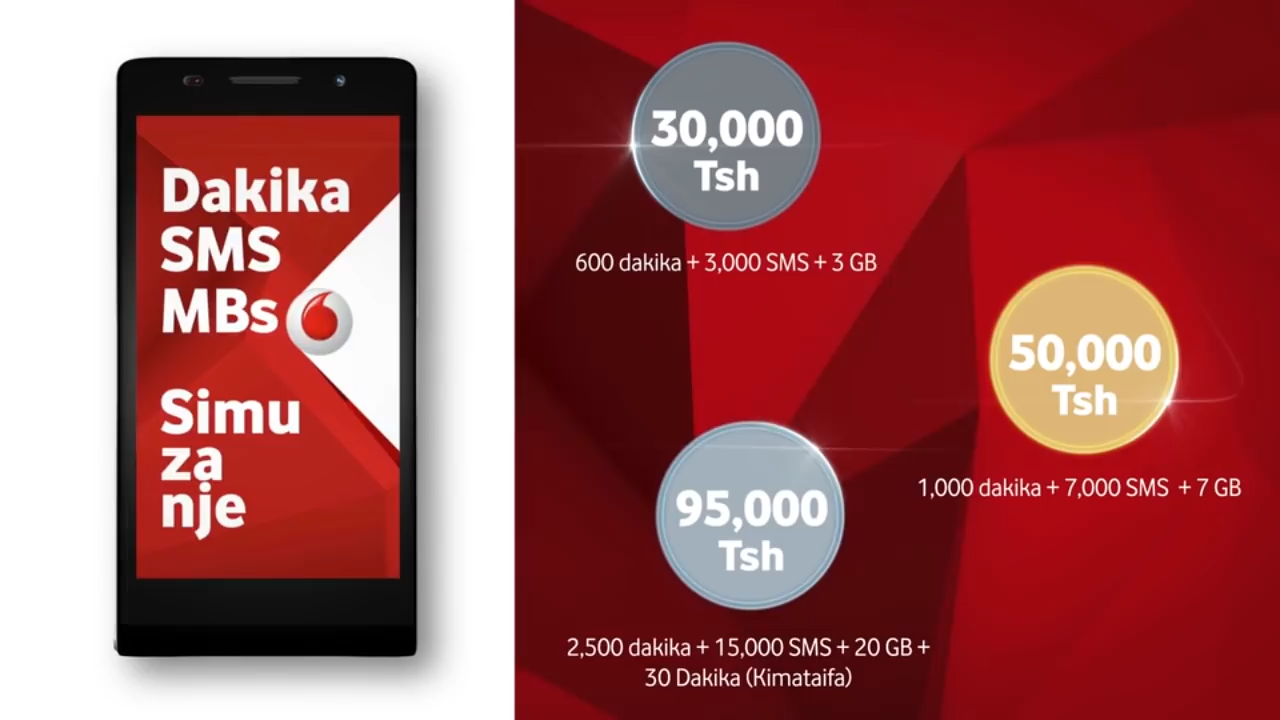 Dakika
SMS
MBs
Simu
za
nje
30,000
Tsh
600 dakika + 3,000 SMS + 3 GB
50,000
Tsh
1,000 dakika + 7,000 SMS + 7 GB
95,000
Tsh
2,500 dakika + 15,000 SMS + 20 GB +
30 Dakika (Kimataifa)